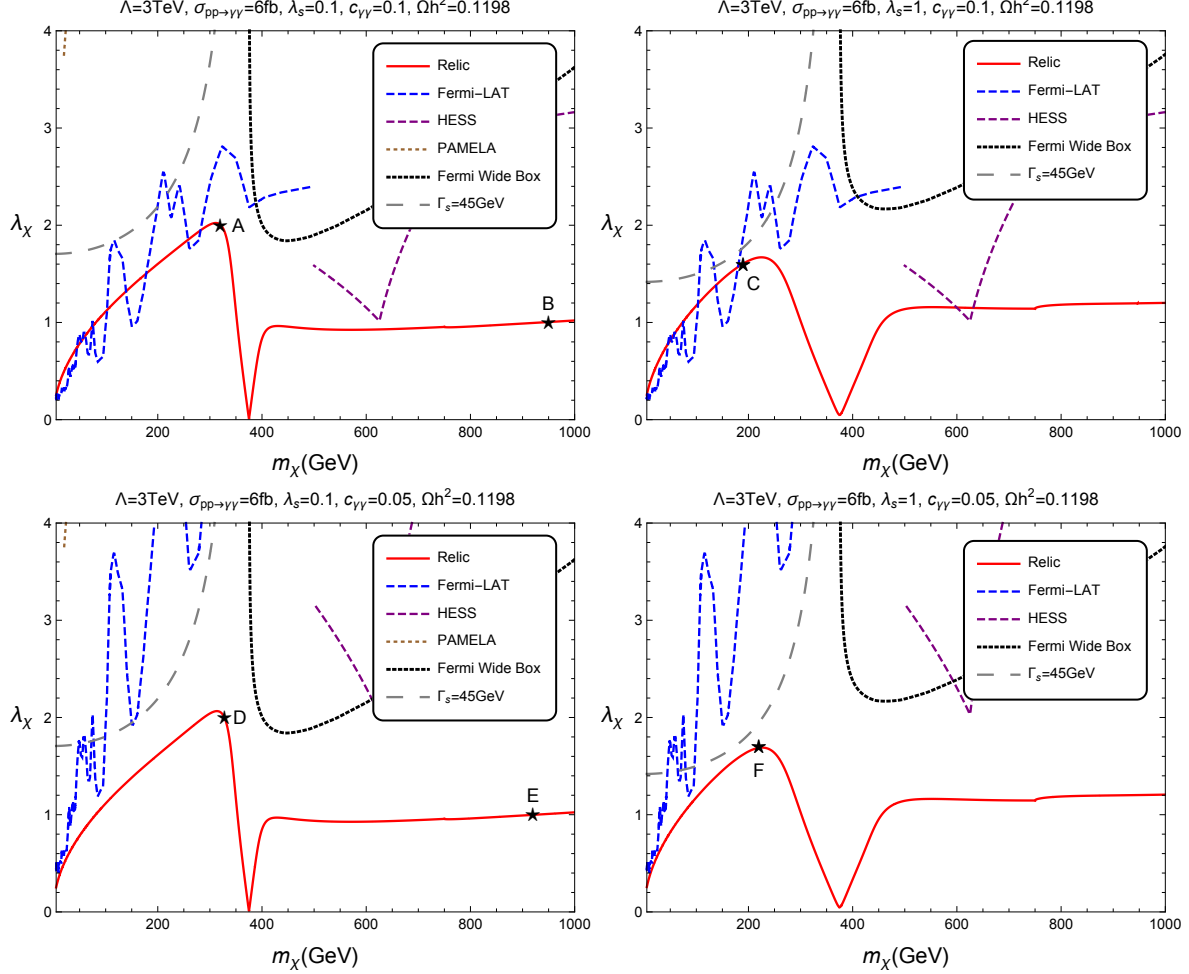 Λ=3TeV, σpp→γγ=6fb, λs=0.1, cγγ=0.1, Ωh²=0.1198
4
3
2
1
0
λχ
Relic
Fermi-LAT
HESS
PAMELA
Fermi Wide Box
Γs=45GeV
A
B
200
400
600
800
1000
mχ(GeV)
Λ=3TeV, σpp→γγ=6fb, λs=1, cγγ=0.1, Ωh²=0.1198
4
3
2
1
0
λχ
Relic
Fermi-LAT
HESS
Fermi Wide Box
Γs=45GeV
C
200
400
600
800
1000
mχ(GeV)
Λ=3TeV, σpp→γγ=6fb, λs=0.1, cγγ=0.05, Ωh²=0.1198
4
3
2
1
0
λχ
Relic
Fermi-LAT
HESS
PAMELA
Fermi Wide Box
Γs=45GeV
D
E
200
400
600
800
1000
mχ(GeV)
Λ=3TeV, σpp→γγ=6fb, λs=1, cγγ=0.05, Ωh²=0.1198
4
3
2
1
0
λχ
Relic
Fermi-LAT
HESS
Fermi Wide Box
Γs=45GeV
F
200
400
600
800
1000
mχ(GeV)